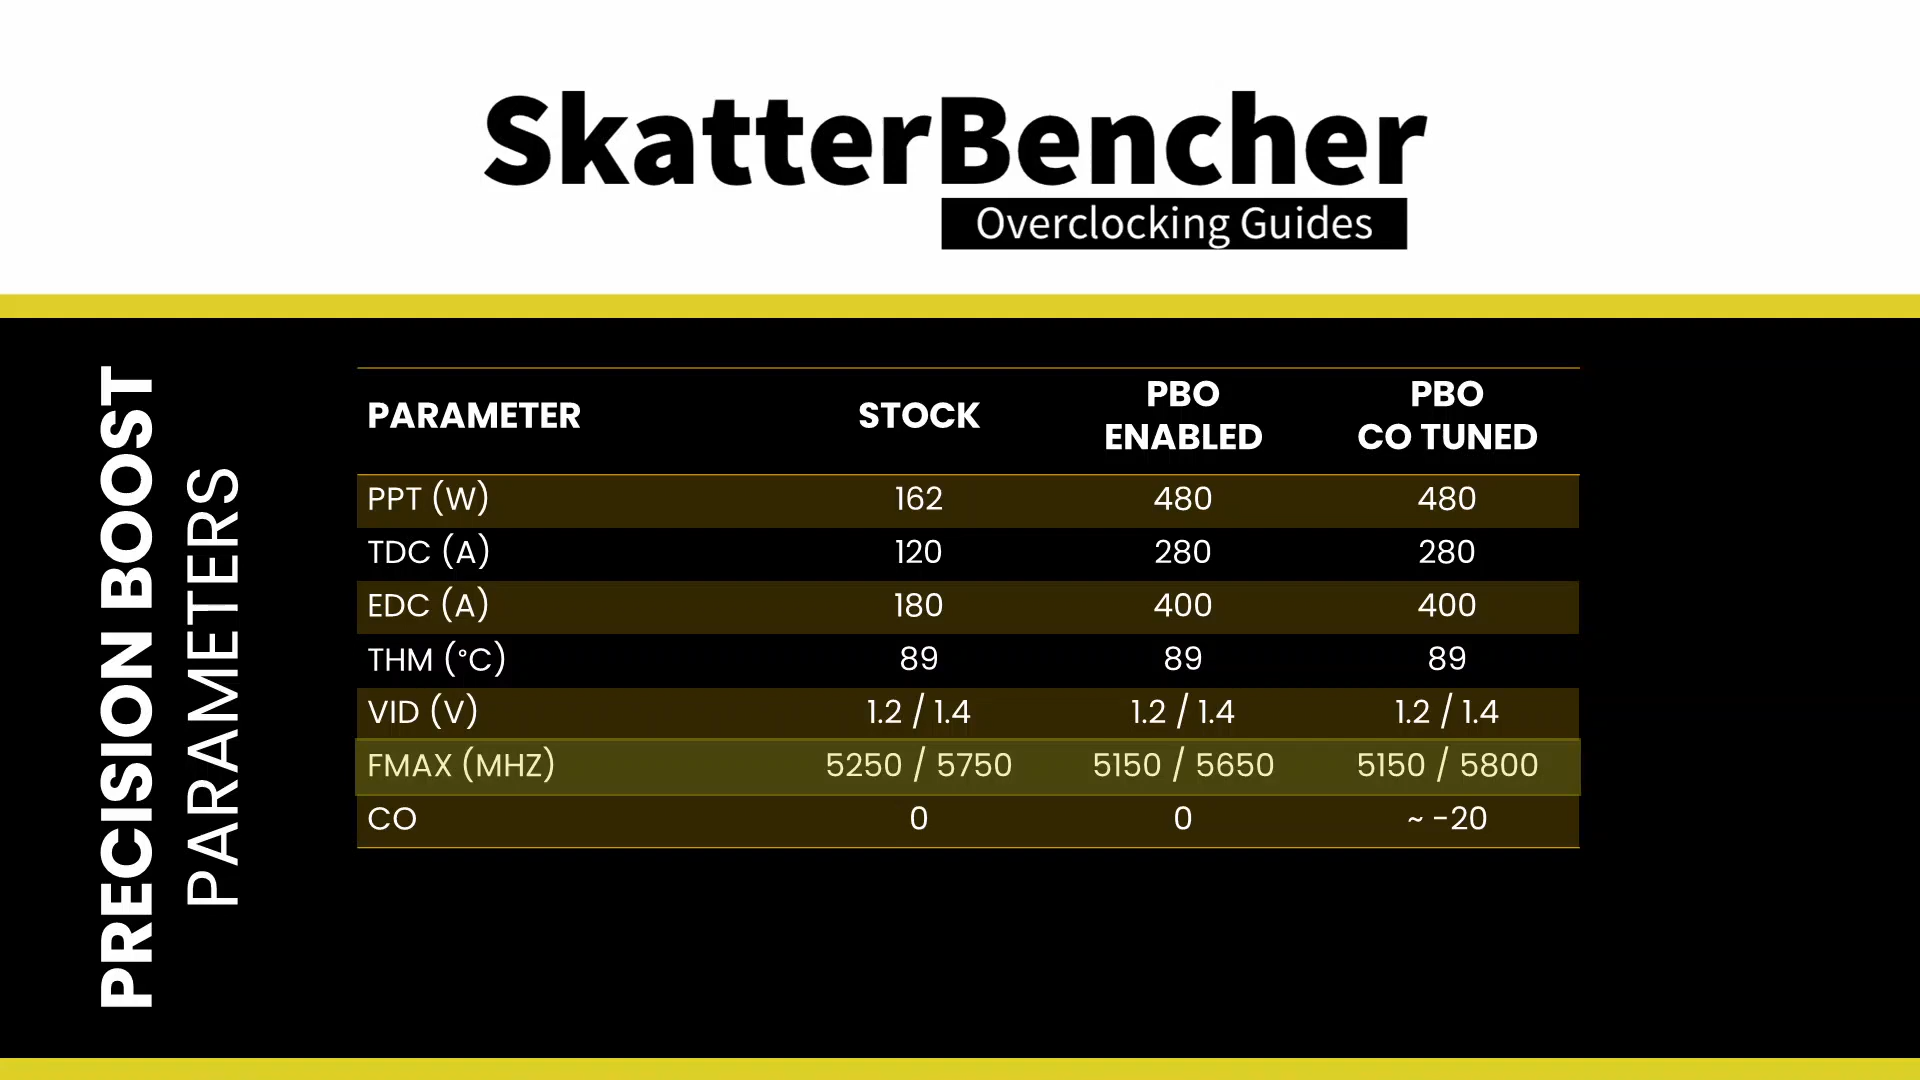 SkatterBencher
Overclocking Guides
PRECISION BOOST
PARAMETERS
PARAMETER STOCK PBO ENABLED PBO CO TUNED
PPT (W) 162 480 480
TDC (A) 120 280 280
EDC (A) 180 400 400
THM (°C) 89 89 89
VID (V) 1.2 / 1.4 1.2 / 1.4 1.2 / 1.4
FMAX (MHZ) 5250 / 5750 5150 / 5650 5150 / 5800
CO 0 0 ~ -20